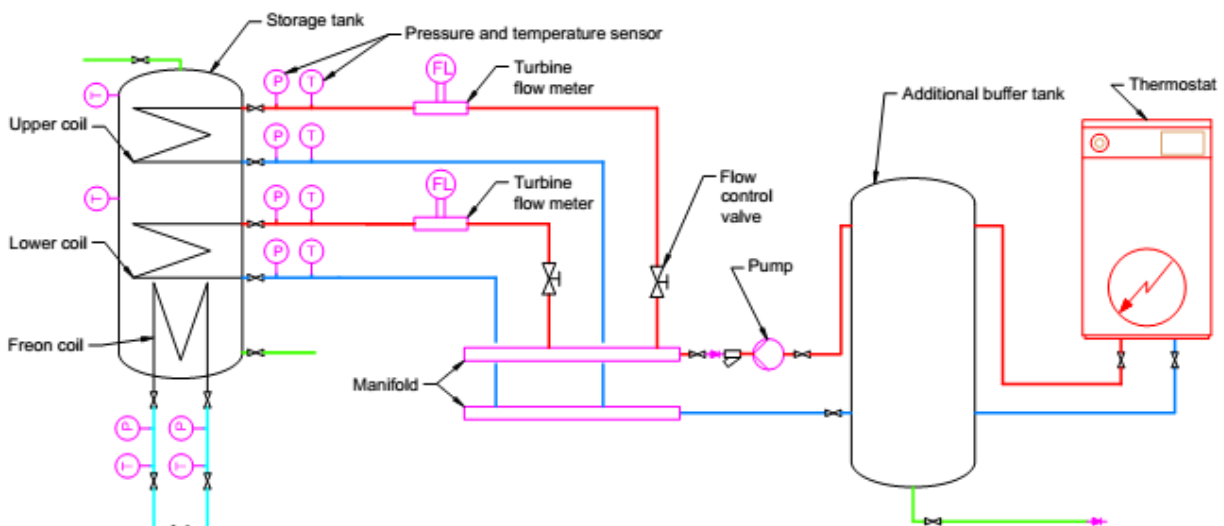 Storage tank
Pressure and temperature sensor
P
T
FL
Turbine
flow meter
Thermostat
T
Additional buffer tank
Upper coil
P
T
T
P
T
FL
Turbine
flow meter
Flow
control
valve
Lower coil
P
T
Pump
Freon coil
Manifold
P
P
T
T